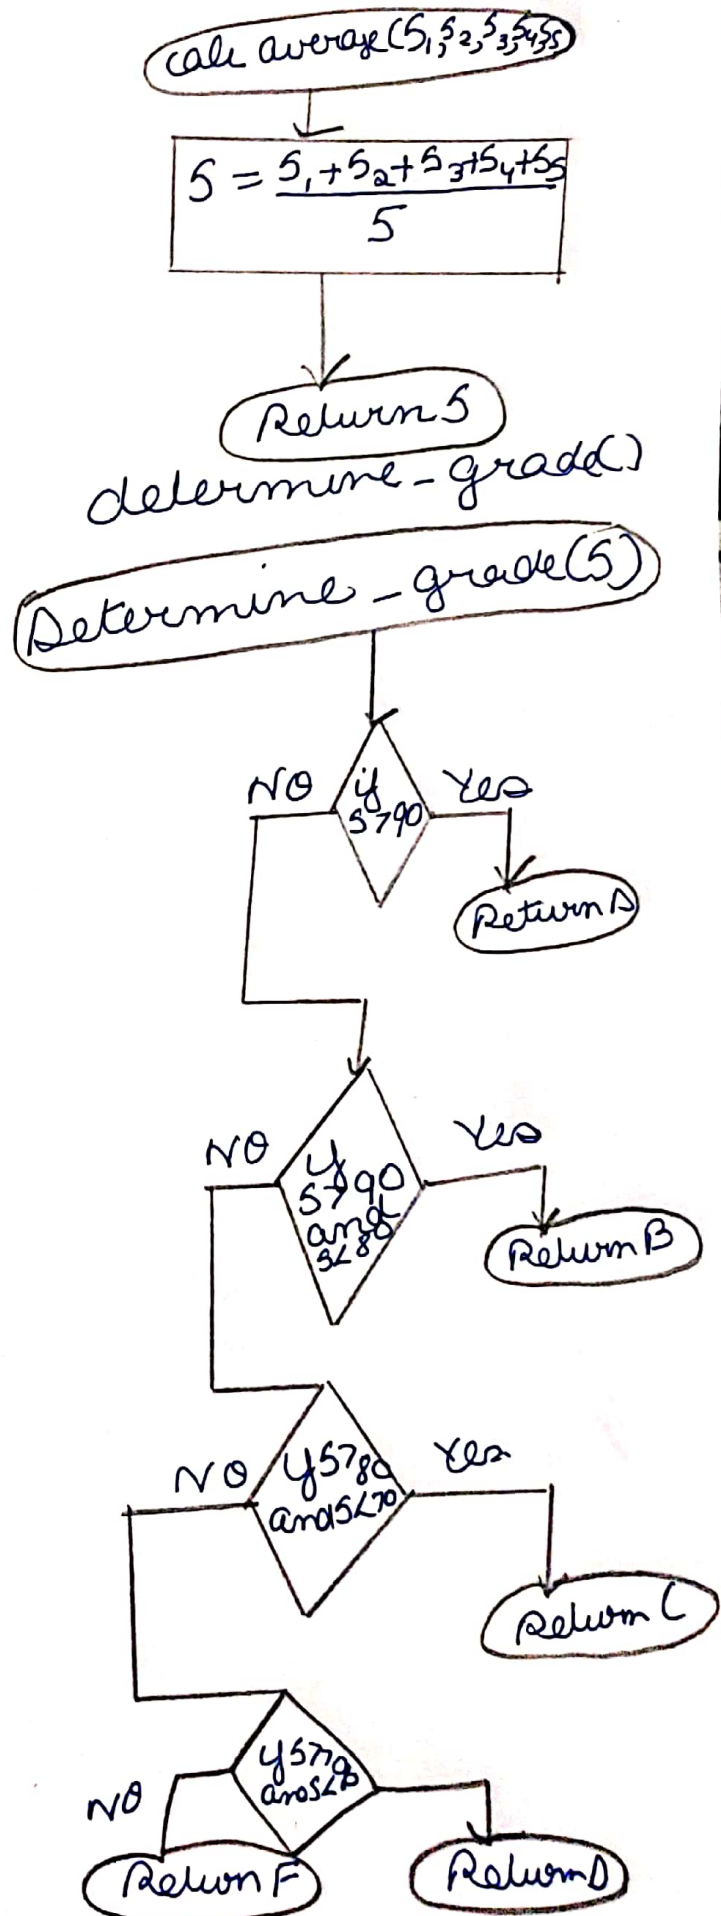 calc average(S1,S2,S3,S4,S5)
S = S1+S2+S3+S4+S5
5
Return S
determine_grade()
Determine_grade(S)
NO
if
S>90
Yes
Return A
NO
if
S>90
and
S<80
Yes
Return B
NO
if S>80
and S<70
Yes
Return C
NO
if S>70
and S<
Return F
Return D